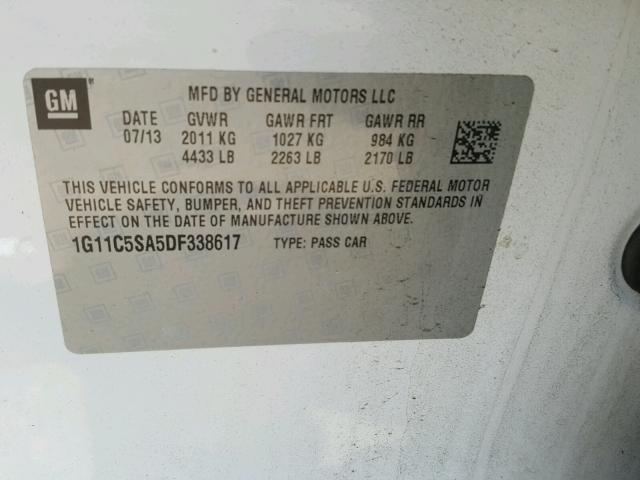 GM
MFD BY GENERAL MOTORS LLC
DATE GVWR GAWR FRT GAWR RR
07/13 2011 KG 1027 KG 984 KG
4433 LB 2263 LB 2170 LB
THIS VEHICLE CONFORMS TO ALL APPLICABLE U.S. FEDERAL MOTOR
VEHICLE SAFETY, BUMPER, AND THEFT PREVENTION STANDARDS IN
EFFECT ON THE DATE OF MANUFACTURE SHOWN ABOVE.
1G11C5SA5DF338617 TYPE: PASS CAR